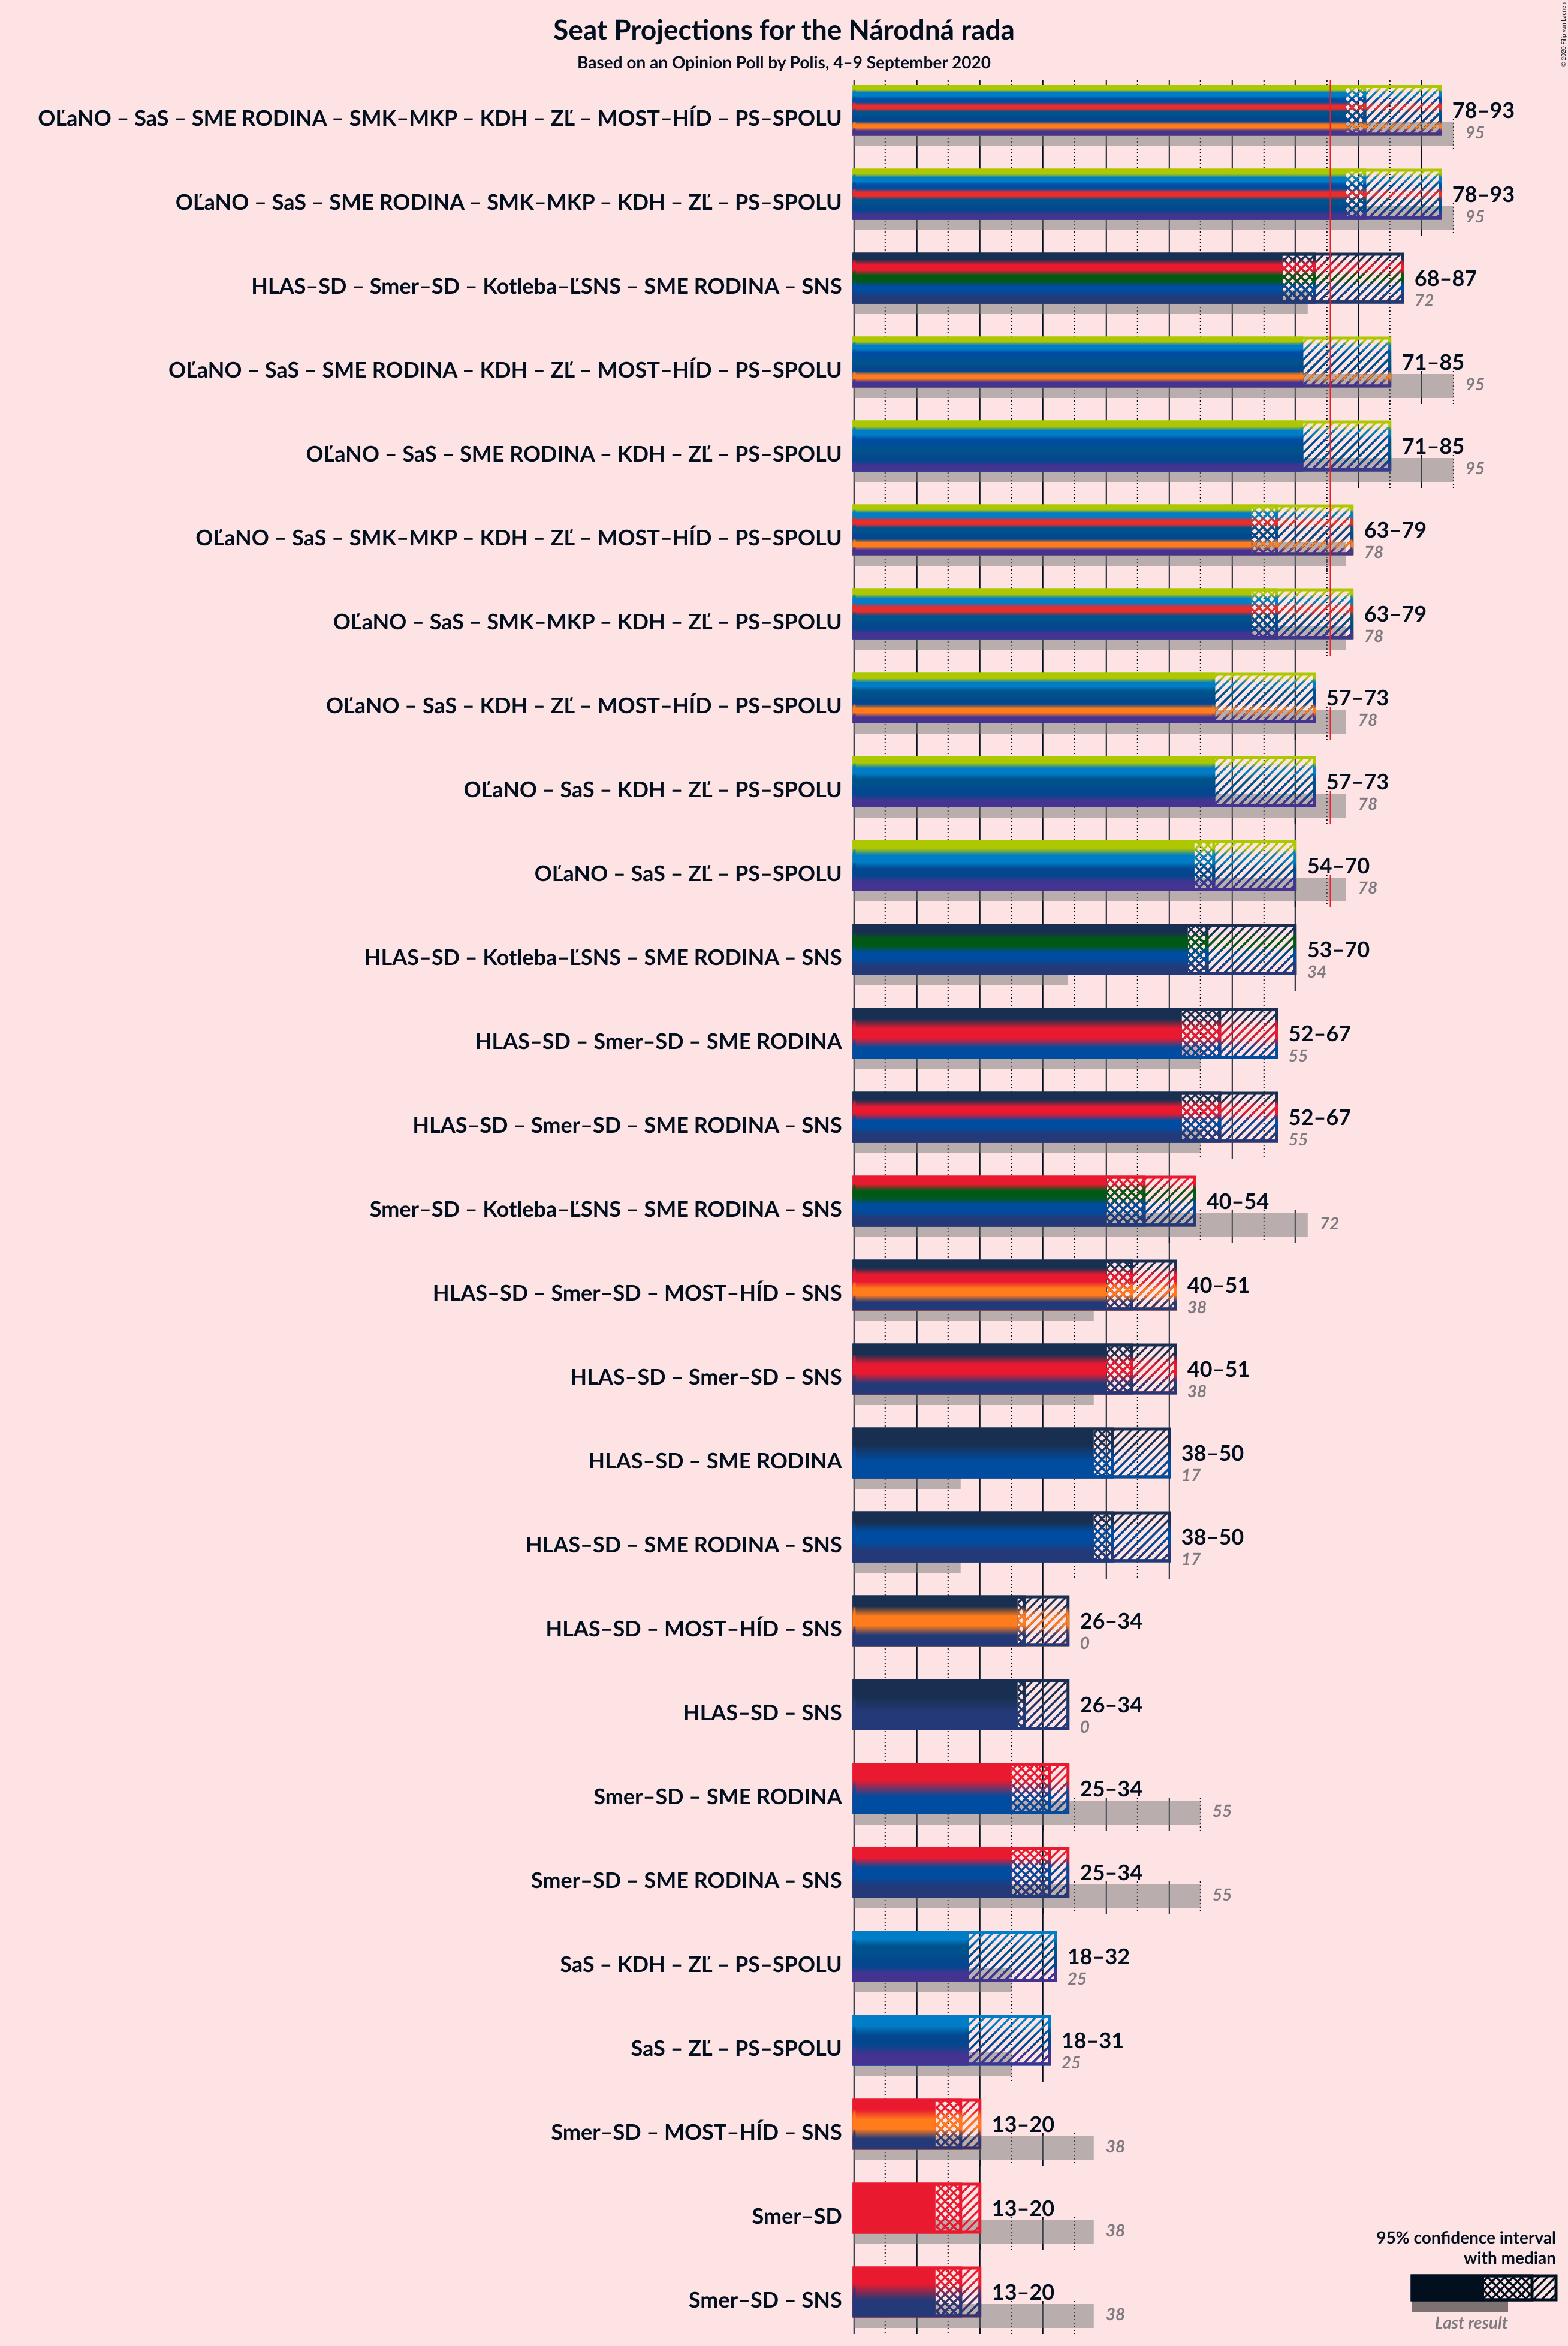 Seat Projections for the Národná rada
Based on an Opinion Poll by Polis, 4–9 September 2020
© 2020 Filip van Laenen
OĽaNO – SaS – SME RODINA – SMK–MKP – KDH – ZĽ – MOST–HÍD – PS–SPOLU
78–93
95
OĽaNO – SaS – SME RODINA – SMK–MKP – KDH – ZĽ – PS–SPOLU
78–93
95
HLAS–SD – Smer–SD – Kotleba–ĽSNS – SME RODINA – SNS
68–87
72
OĽaNO – SaS – SME RODINA – KDH – ZĽ – MOST–HÍD – PS–SPOLU
71–85
95
OĽaNO – SaS – SME RODINA – KDH – ZĽ – PS–SPOLU
71–85
95
OĽaNO – SaS – SMK–MKP – KDH – ZĽ – MOST–HÍD – PS–SPOLU
63–79
78
OĽaNO – SaS – SMK–MKP – KDH – ZĽ – PS–SPOLU
63–79
78
OĽaNO – SaS – KDH – ZĽ – MOST–HÍD – PS–SPOLU
57–73
78
OĽaNO – SaS – KDH – ZĽ – PS–SPOLU
57–73
78
OĽaNO – SaS – ZĽ – PS–SPOLU
54–70
78
HLAS–SD – Kotleba–ĽSNS – SME RODINA – SNS
53–70
34
HLAS–SD – Smer–SD – SME RODINA
52–67
55
HLAS–SD – Smer–SD – SME RODINA – SNS
52–67
55
Smer–SD – Kotleba–ĽSNS – SME RODINA – SNS
40–54
72
HLAS–SD – Smer–SD – MOST–HÍD – SNS
40–51
38
HLAS–SD – Smer–SD – SNS
40–51
38
HLAS–SD – SME RODINA
38–50
17
HLAS–SD – SME RODINA – SNS
38–50
17
HLAS–SD – MOST–HÍD – SNS
26–34
0
HLAS–SD – SNS
26–34
0
Smer–SD – SME RODINA
25–34
55
Smer–SD – SME RODINA – SNS
25–34
55
SaS – KDH – ZĽ – PS–SPOLU
18–32
25
SaS – ZĽ – PS–SPOLU
18–31
25
Smer–SD – MOST–HÍD – SNS
13–20
38
Smer–SD
13–20
38
Smer–SD – SNS
13–20
38
95% confidence interval
with median
Last result